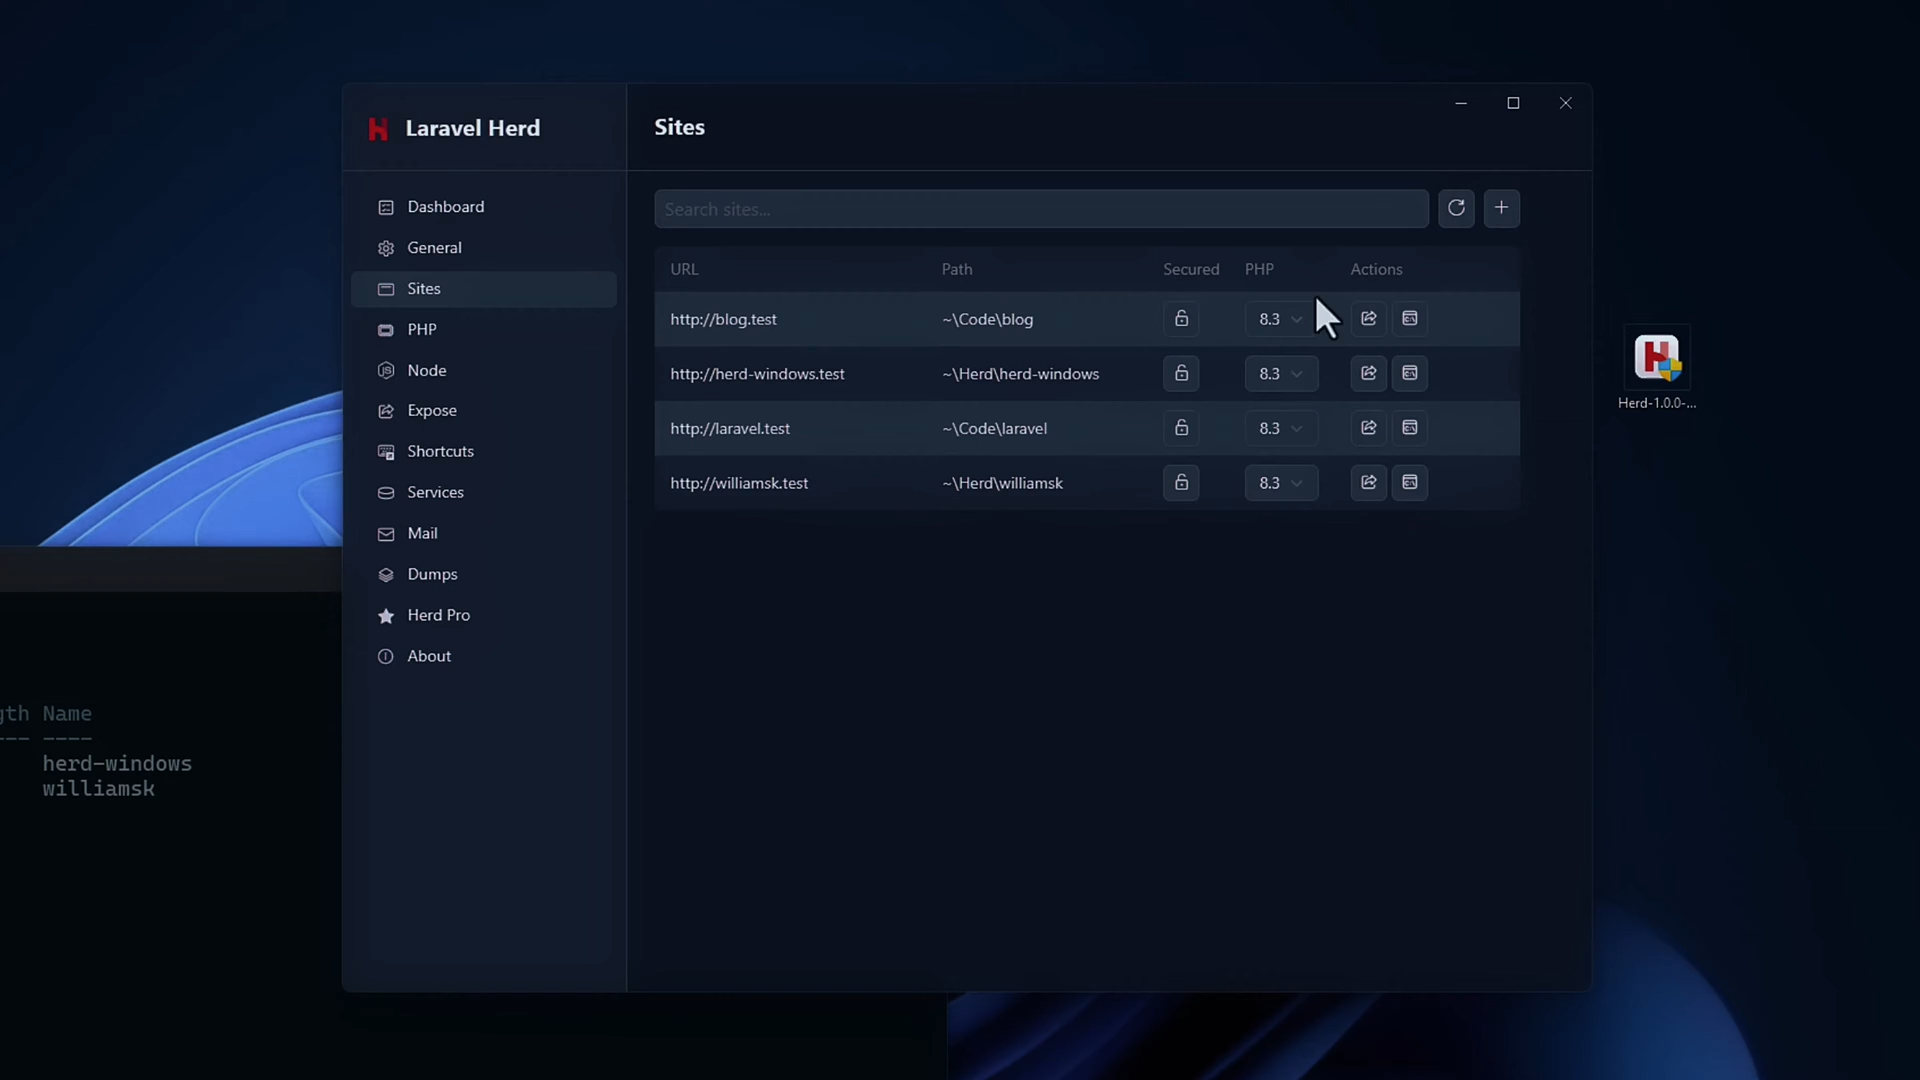 Laravel Herd
Sites
Dashboard
General
Sites
PHP
Node
Expose
Shortcuts
Services
Mail
Dumps
Herd Pro
About
Search sites...
URL Path Secured PHP Actions
http://blog.test ~\Code\blog 8.3
http://herd-windows.test ~\Herd\herd-windows 8.3
http://laravel.test ~\Code\laravel 8.3
http://williamsk.test ~\Herd\williamsk 8.3
Herd-1.0.0-...
gth Name
--- ----
herd-windows
williamsk